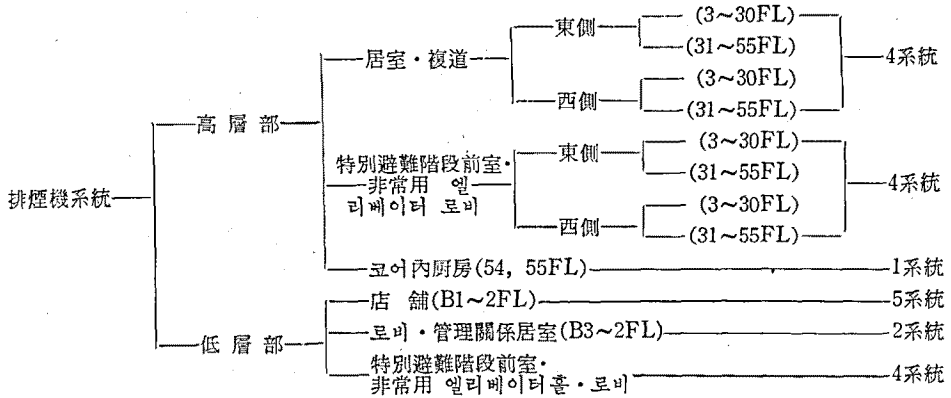 排煙機系統
高層部
居室・複道
東側
(3~30FL)
(31~55FL)
西側
(3~30FL)
(31~55FL)
4系統
特別避難階段前室・
非常用 엘
리베이터 로비
東側
(3~30FL)
(31~55FL)
西側
(3~30FL)
(31~55FL)
4系統
코어內厨房(54, 55FL)
1系統
低層部
店 舖(B1~2FL)
5系統
로비・管理關係居室(B3~2FL)
2系統
特別避難階段前室・
非常用 엘리베이터홀・로비
4系統